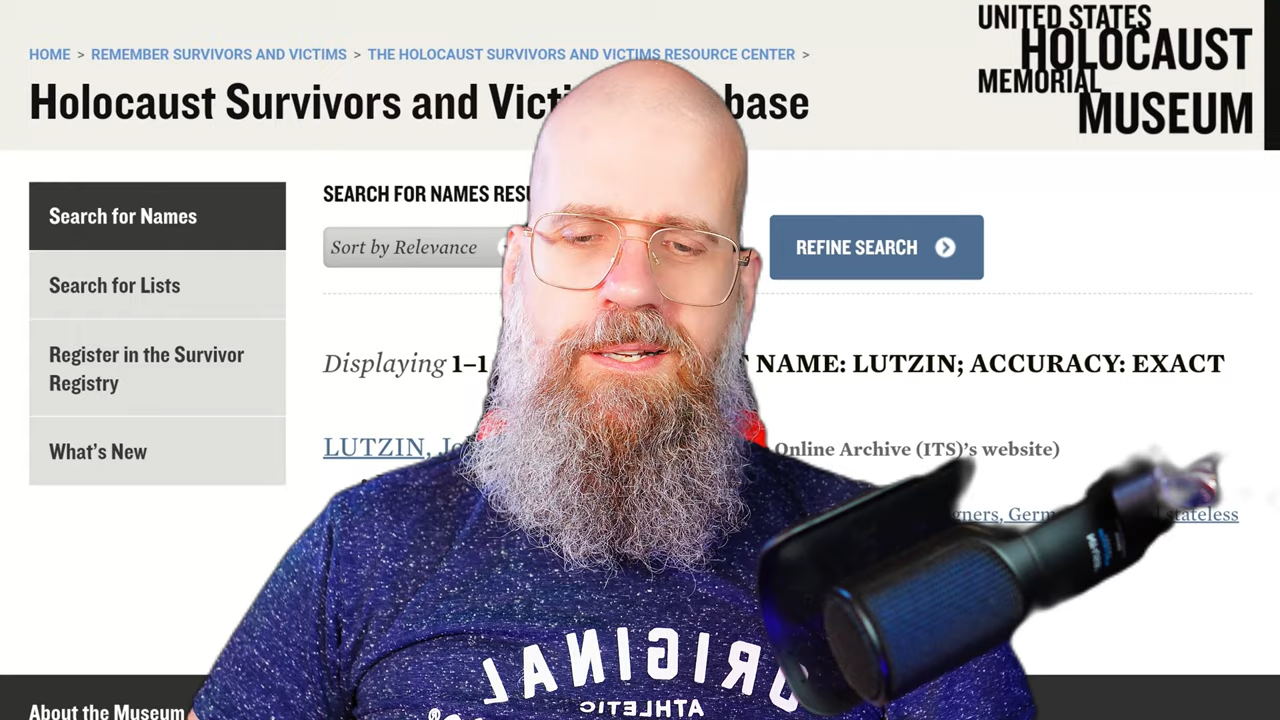 HOME > REMEMBER SURVIVORS AND VICTIMS > THE HOLOCAUST SURVIVORS AND VICTIMS RESOURCE CENTER >
UNITED STATES
HOLOCAUST
MEMORIAL
MUSEUM
Holocaust Survivors and base
Search for Names
Search for Lists
Register in the Survivor
Registry
What's New
SEARCH FOR NAMES
Sort by Relevance
REFINE SEARCH
Displaying 1–1 NAME: LUTZIN; ACCURACY: EXACT
LUTZIN, Online Archive (ITS)'s website)
stateless
ORIGINAL
ATHLETIC
About the Museum